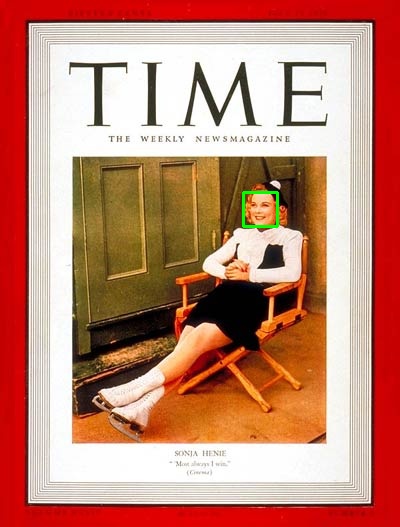 TIME
THE WEEKLY NEWSMAGAZINE
SONJA HENIE
"Most always I win."
(Cinema)